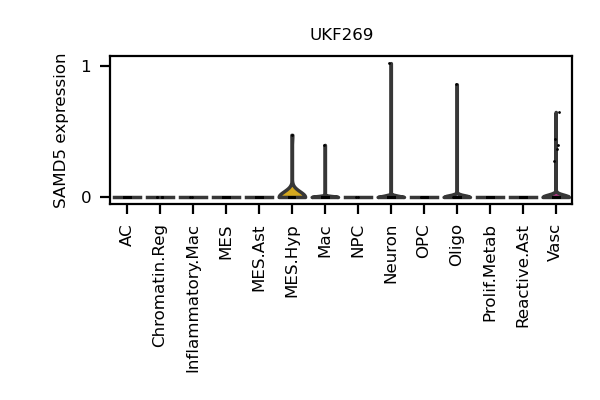 UKF269
SAMD5 expression
1
0
AC
Chromatin.Reg
Inflammatory.Mac
MES
MES.Ast
MES.Hyp
Mac
NPC
Neuron
OPC
Oligo
Prolif.Metab
Reactive.Ast
Vasc